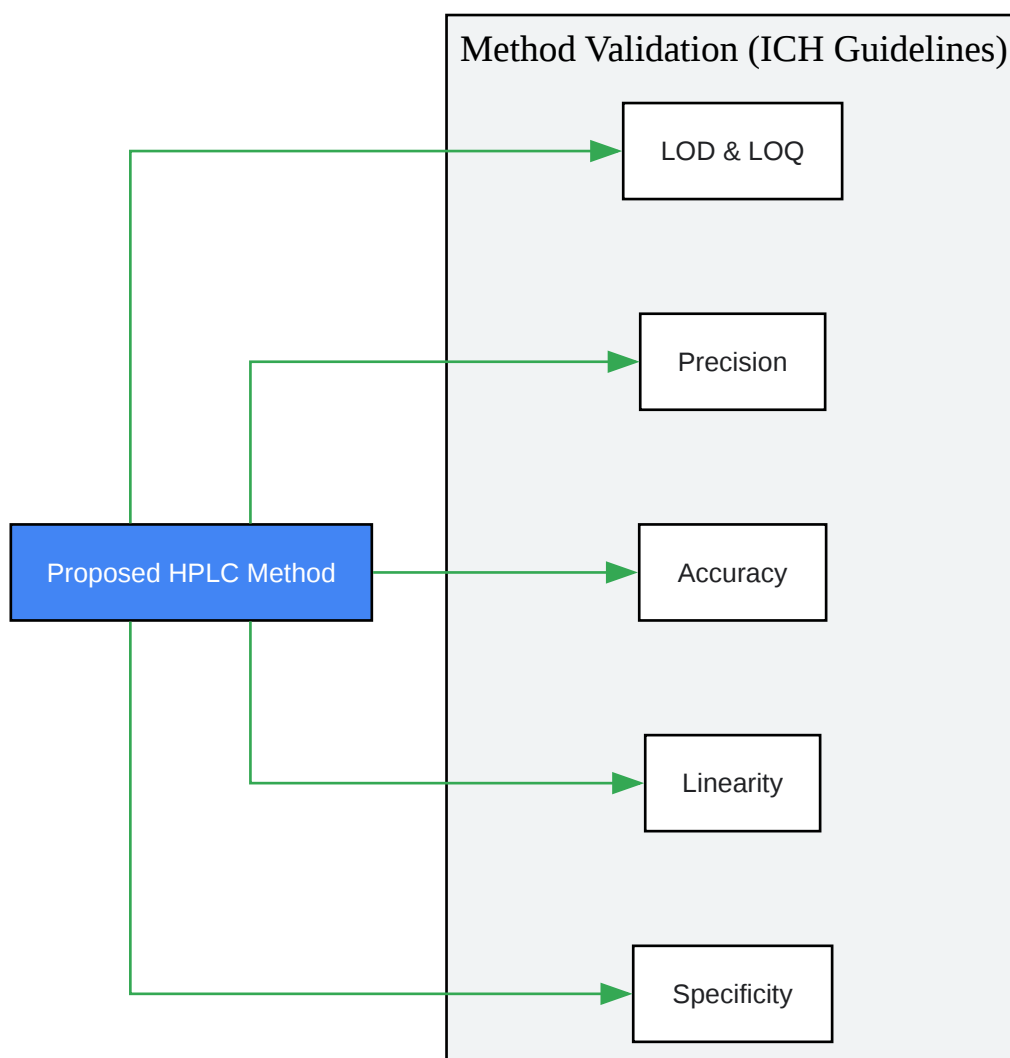 Method Validation (ICH Guidelines)
LOD & LOQ
Precision
Proposed HPLC Method
Accuracy
Linearity
Specificity